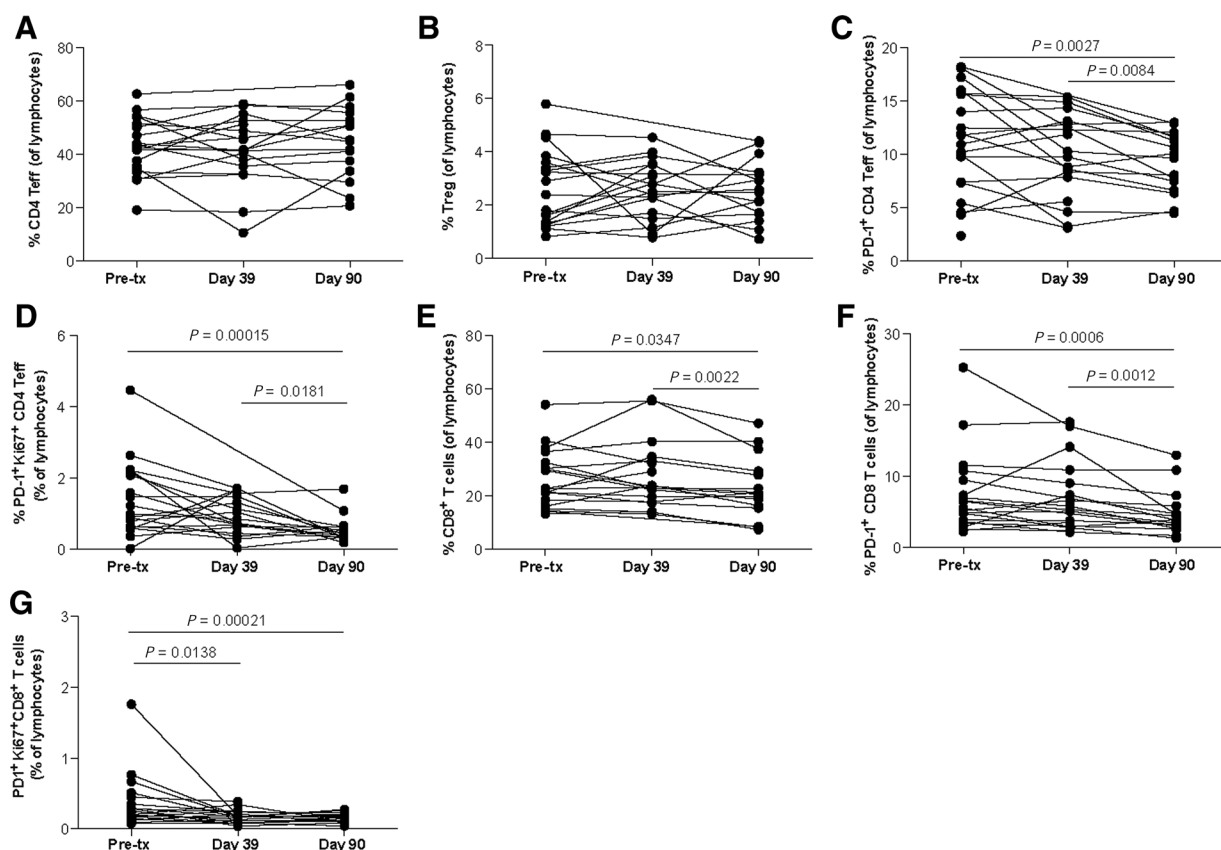 A
% CD4 Teff (of lymphocytes)
80
60
40
20
0
Pre-tx Day 39 Day 90
B
% Treg (of lymphocytes)
8
6
4
2
0
Pre-tx Day 39 Day 90
C
% PD-1+ CD4 Teff (of lymphocytes)
20
15
10
5
0
P = 0.0027
P = 0.0084
Pre-tx Day 39 Day 90
D
% PD-1+ Ki67+ CD4 Teff
(% of lymphocytes)
6
4
2
0
P = 0.00015
P = 0.0181
Pre-tx Day 39 Day 90
E
% CD8+ T cells (of lymphocytes)
80
60
40
20
0
P = 0.0347
P = 0.0022
Pre-tx Day 39 Day 90
F
% PD-1+ CD8 T cells (of lymphocytes)
30
20
10
0
P = 0.0006
P = 0.0012
Pre-tx Day 39 Day 90
G
PD1+ Ki67+CD8+ T cells
(% of lymphocytes)
3
2
1
0
P = 0.00021
P = 0.0138
Pre-tx Day 39 Day 90